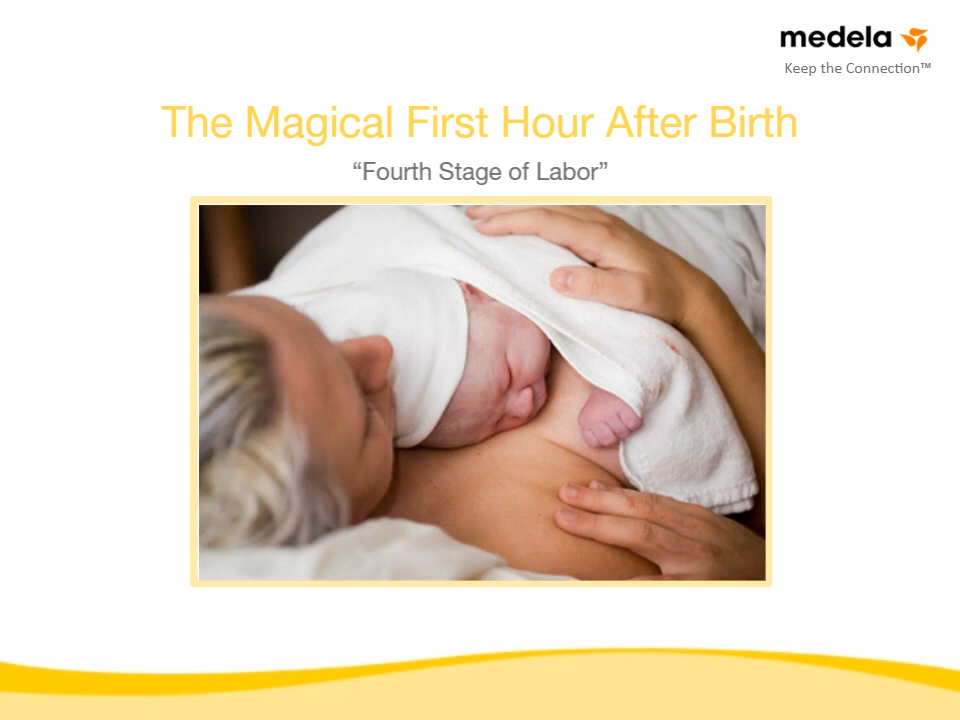 medela
Keep the Connection™
The Magical First Hour After Birth
“Fourth Stage of Labor”